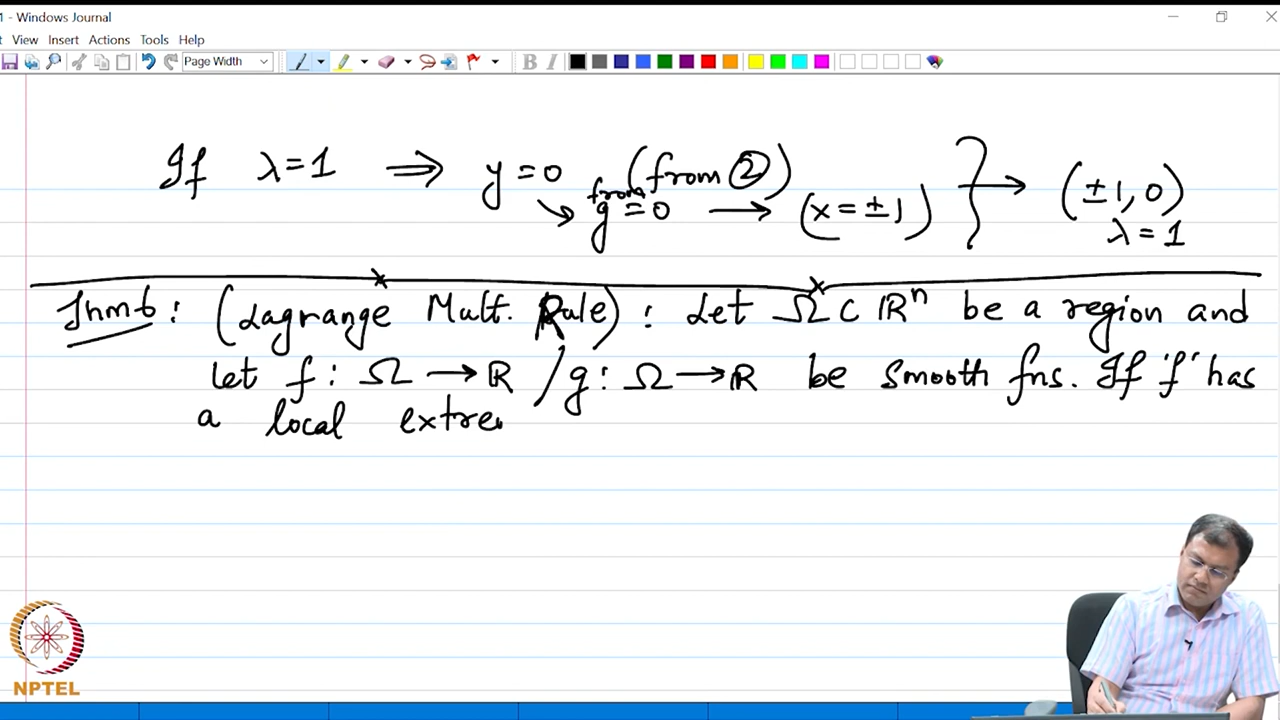 1 - Windows Journal
t View Insert Actions Tools Help
Page Width
B I
If λ=1 ⟹ y=0 (from ②)
from g=0 → (x=±1) } → (±1,0)
λ=1
Thm6: (Lagrange Mult. Rule): Let Ω⊂ℝⁿ be a region and
let f: Ω→ℝ / g: Ω→ℝ be smooth fns. If 'f' has
a local extre
NPTEL